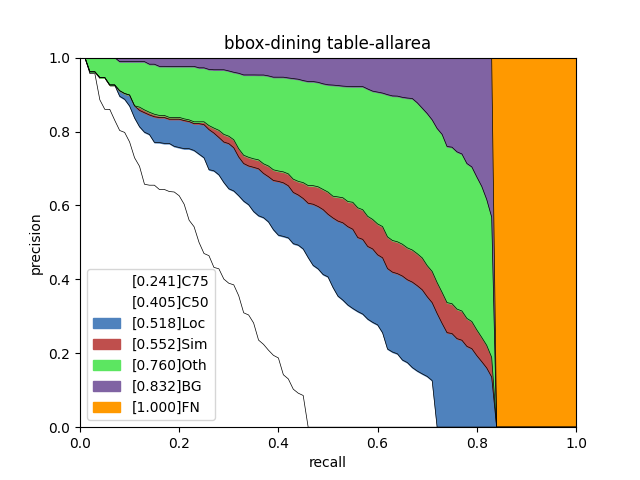 bbox-dining table-allarea
precision
1.0
0.8
0.6
0.4
0.2
0.0
[0.241]C75
[0.405]C50
[0.518]Loc
[0.552]Sim
[0.760]Oth
[0.832]BG
[1.000]FN
0.0 0.2 0.4 0.6 0.8 1.0
recall